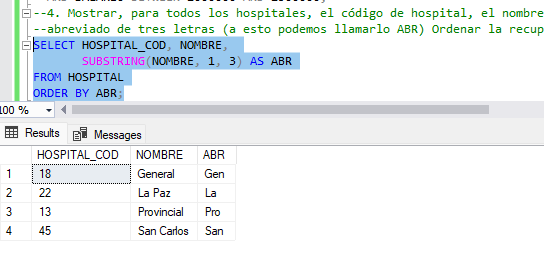 --4. Mostrar, para todos los hospitales, el código de hospital, el nombre
--abreviado de tres letras (a esto podemos llamarlo ABR) Ordenar la recup
SELECT HOSPITAL_COD, NOMBRE,
SUBSTRING(NOMBRE, 1, 3) AS ABR
FROM HOSPITAL
ORDER BY ABR;
100 %
Results Messages
HOSPITAL_COD NOMBRE ABR
1 18 General Gen
2 22 La Paz La
3 13 Provincial Pro
4 45 San Carlos San